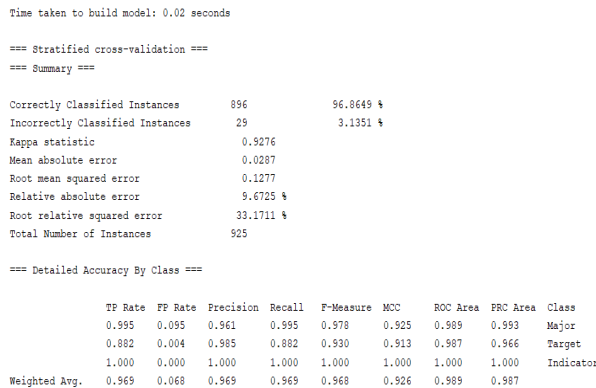 Time taken to build model: 0.02 seconds
=== Stratified cross-validation ===
=== Summary ===
Correctly Classified Instances 896 96.8649 %
Incorrectly Classified Instances 29 3.1351 %
Kappa statistic 0.9276
Mean absolute error 0.0287
Root mean squared error 0.1277
Relative absolute error 9.6725 %
Root relative squared error 33.1711 %
Total Number of Instances 925
=== Detailed Accuracy By Class ===
TP Rate FP Rate Precision Recall F-Measure MCC ROC Area PRC Area Class
0.995 0.095 0.961 0.995 0.978 0.925 0.989 0.993 Major
0.882 0.004 0.985 0.882 0.930 0.913 0.987 0.966 Target
1.000 0.000 1.000 1.000 1.000 1.000 1.000 1.000 Indicator
Weighted Avg. 0.969 0.068 0.969 0.969 0.968 0.926 0.989 0.987